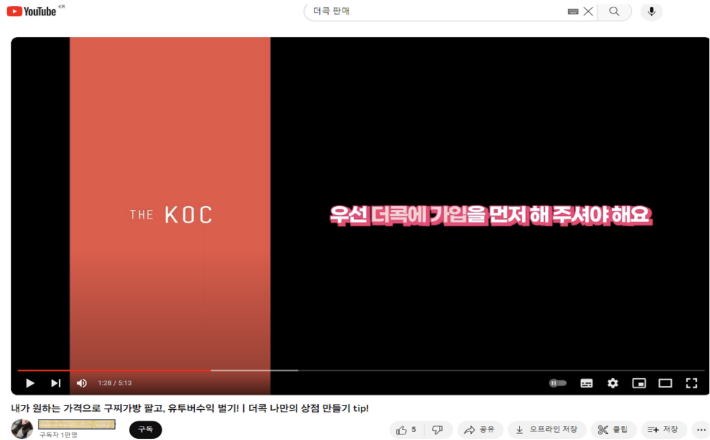 YouTube KR
더콕 판매
THE KOC
우선 더콕에 가입을 먼저 해 주셔야 해요
1:28 / 5:13
내가 원하는 가격으로 구찌가방 팔고, 유투버수익 벌기! | 더콕 나만의 상점 만들기 tip!
구독자 1만명
구독
5
공유
오프라인 저장
클립
저장